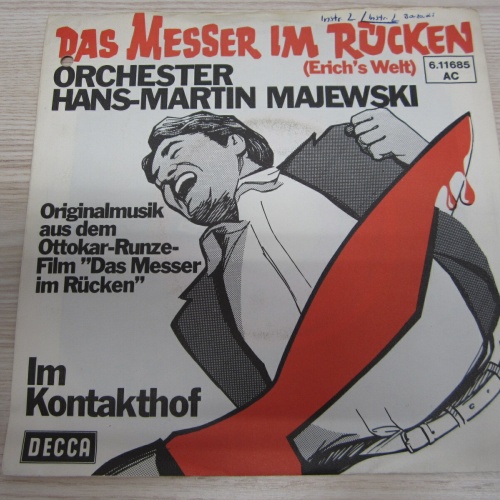 DAS MESSER IM RÜCKEN
(Erich's Welt)
6.11685
AC
ORCHESTER
HANS-MARTIN MAJEWSKI
Originalmusik
aus dem
Ottokar-Runze-
Film "Das Messer
im Rücken"
Im
Kontakthof
DECCA